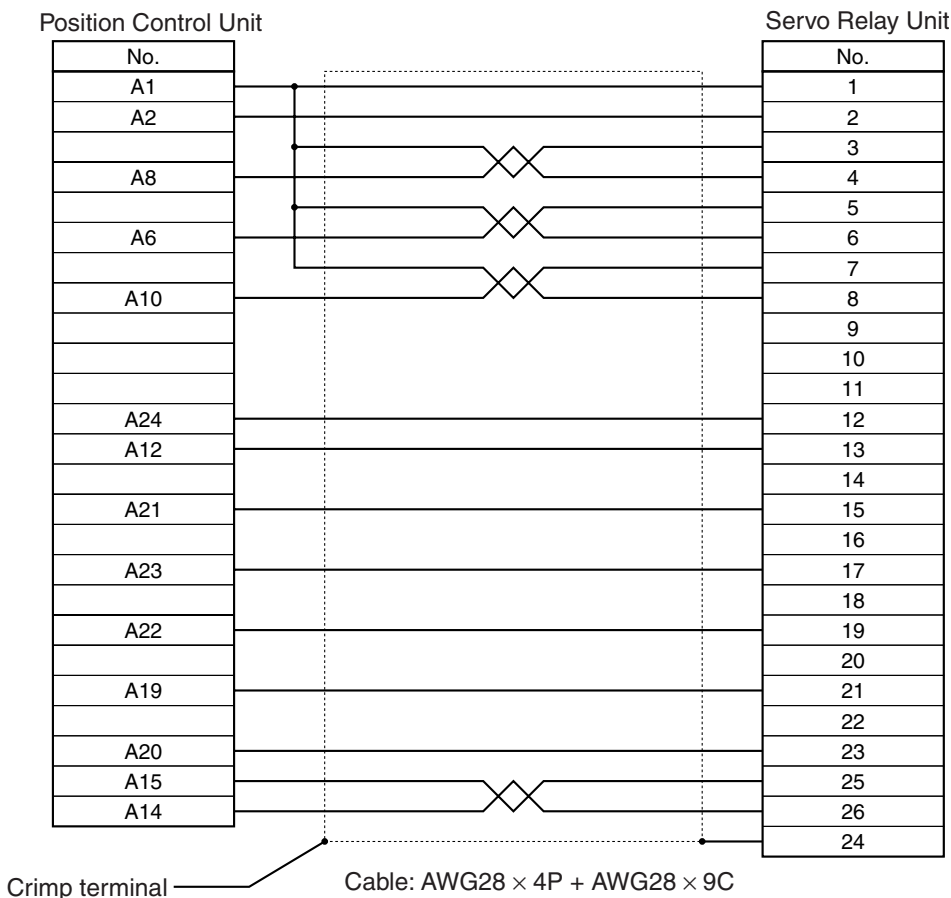 Position Control Unit Servo Relay Unit
No. No.
A1 1
A2 2
3
A8 4
5
A6 6
7
A10 8
9
10
11
A24 12
A12 13
14
A21 15
16
A23 17
18
A22 19
20
A19 21
22
A20 23
A15 25
A14 26
24
Crimp terminal Cable: AWG28 × 4P + AWG28 × 9C